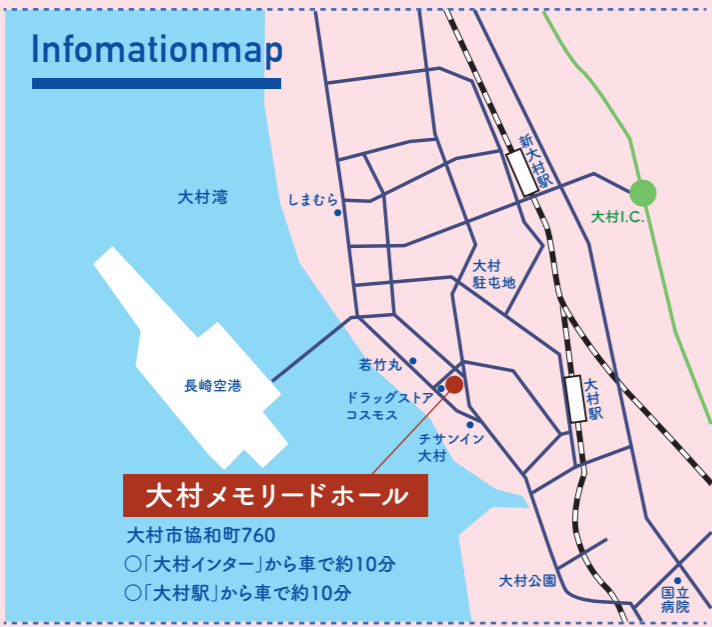 Infomationmap
新大村駅
大村湾
しまむら
大村I.C.
大村
駐屯地
長崎空港
若竹丸
ドラッグストア
コスモス
大村駅
チサンイン
大村
大村メモリードホール
大村市協和町760
○「大村インター」から車で約10分
○「大村駅」から車で約10分
大村公園
国立
病院